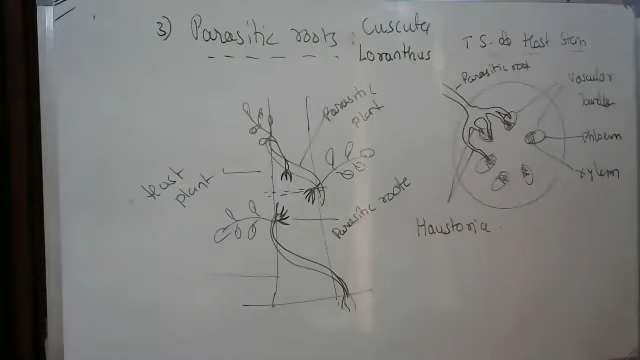 3) Parasitic roots : Cuscuta
Loranthus
T.S. do Host Stem
Parasitic root
Vascular
Bundle
Phloem
xylem
Haustoria.
Parasitic
plant
Host
plant
Parasitic roots